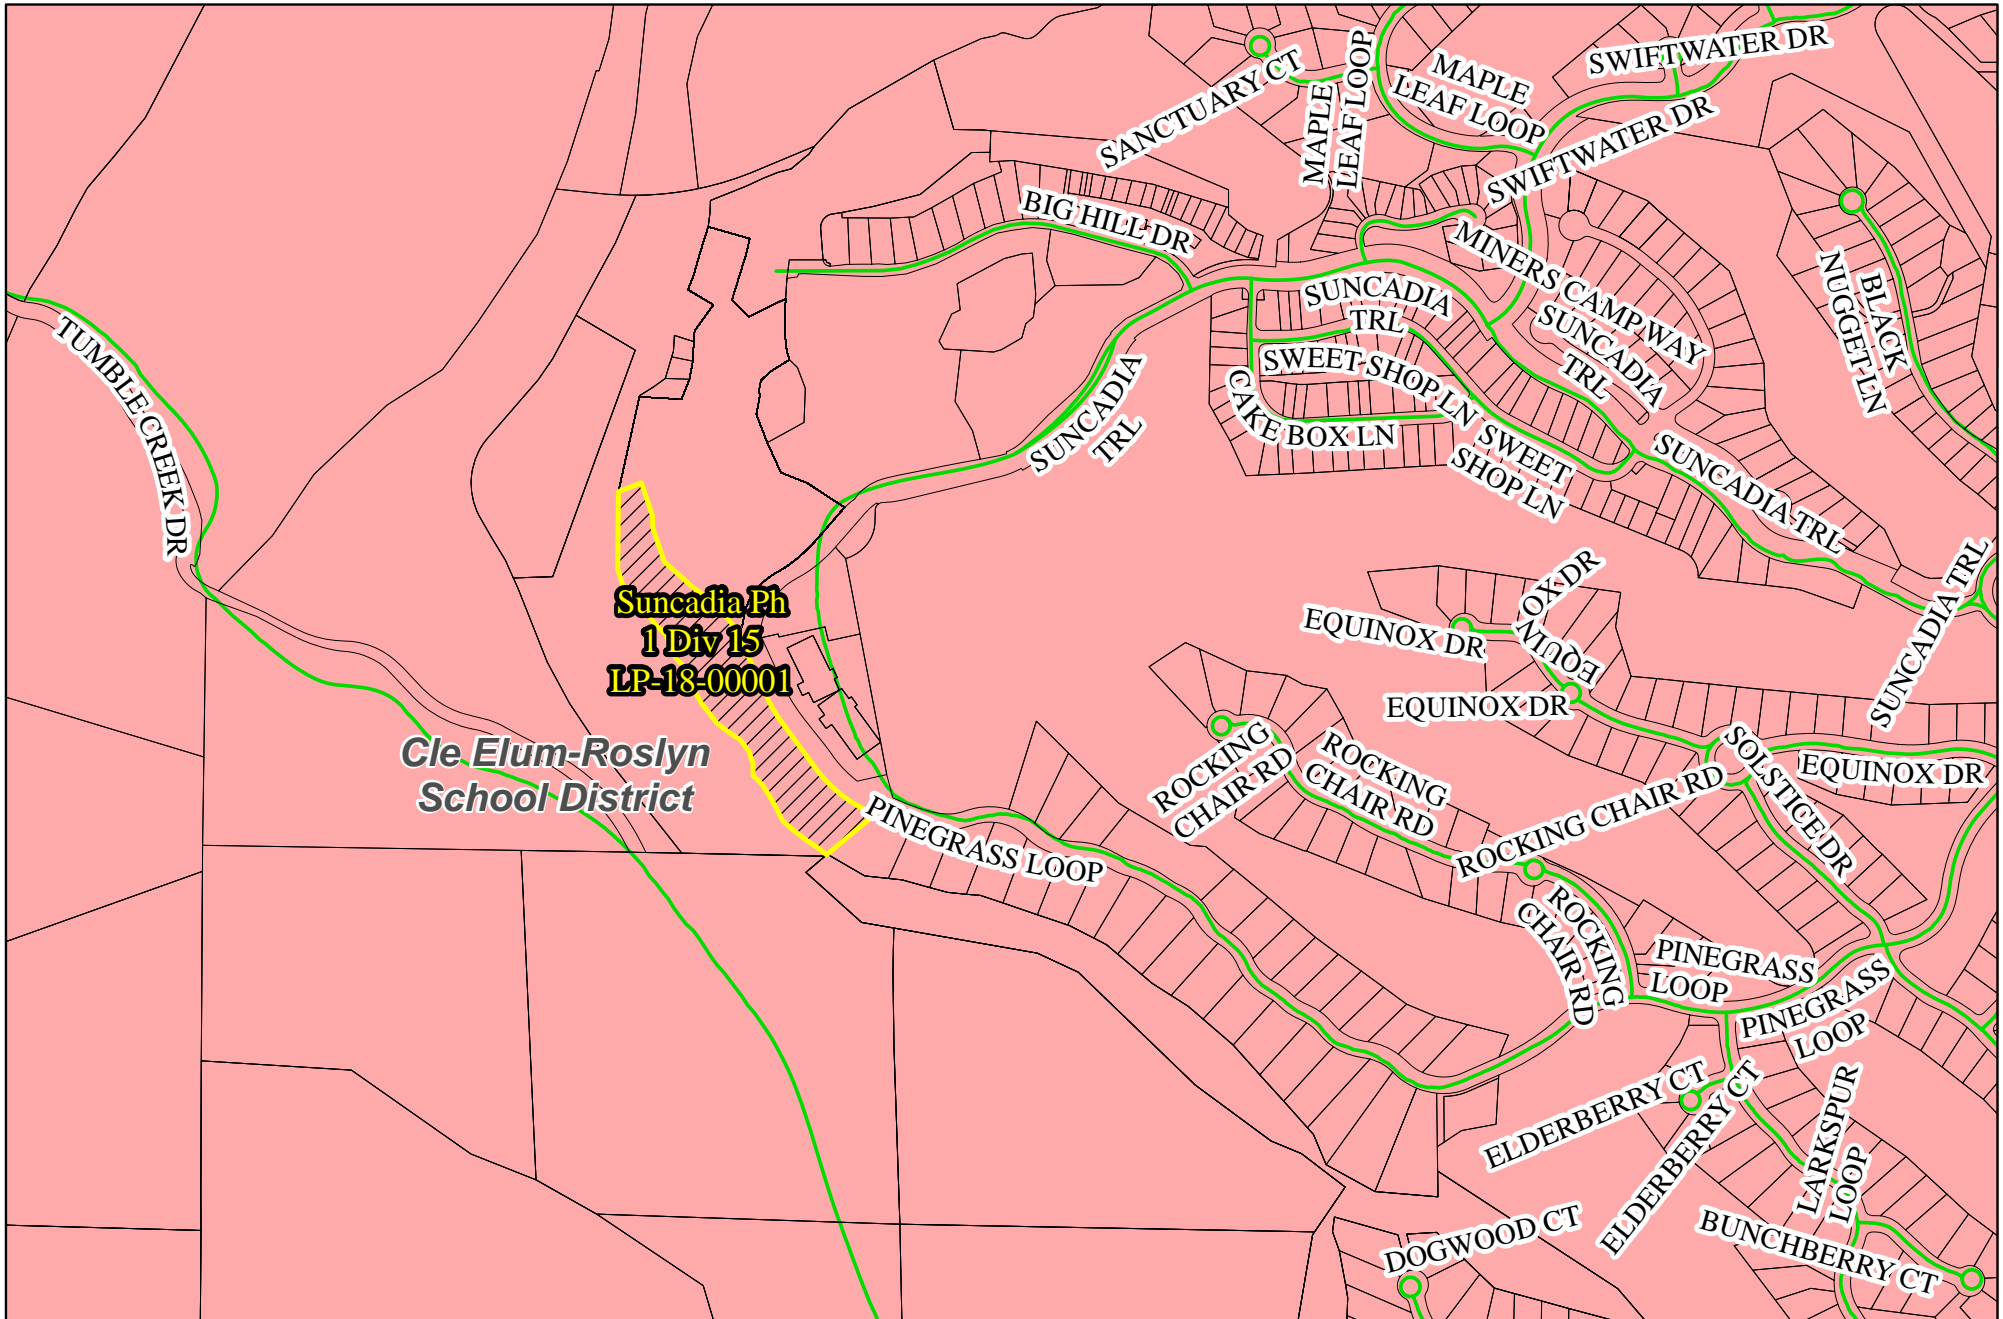 SWIFTWATER DR
SANCTUARY CT
MAPLE
LEAF LOOP
MAPLE
LEAF LOOP
SWIFTWATER DR
BIG HILL DR
MINERS CAMP WAY
BLACK
NUGGET LN
SUNCADIA
TRL
SUNCADIA
TRL
TUMBLE CREEK DR
SWEET SHOP LN
SUNCADIA
TRL
CAKE BOX LN
SWEET
SHOP LN
SUNCADIA TRL
SUNCADIA TRL
EQUINOX DR
EQUINOX DR
EQUINOX DR
Suncadia Ph
1 Div 15
LP-18-00001
Cle Elum-Roslyn
School District
ROCKING
CHAIR RD
ROCKING
CHAIR RD
ROCKING CHAIR RD
SOLSTICE DR
EQUINOX DR
PINEGRASS LOOP
ROCKING
CHAIR RD
PINEGRASS
LOOP
PINEGRASS
LOOP
ELDERBERRY CT
ELDERBERRY CT
LARKSPUR
LOOP
DOGWOOD CT
BUNCHBERRY CT